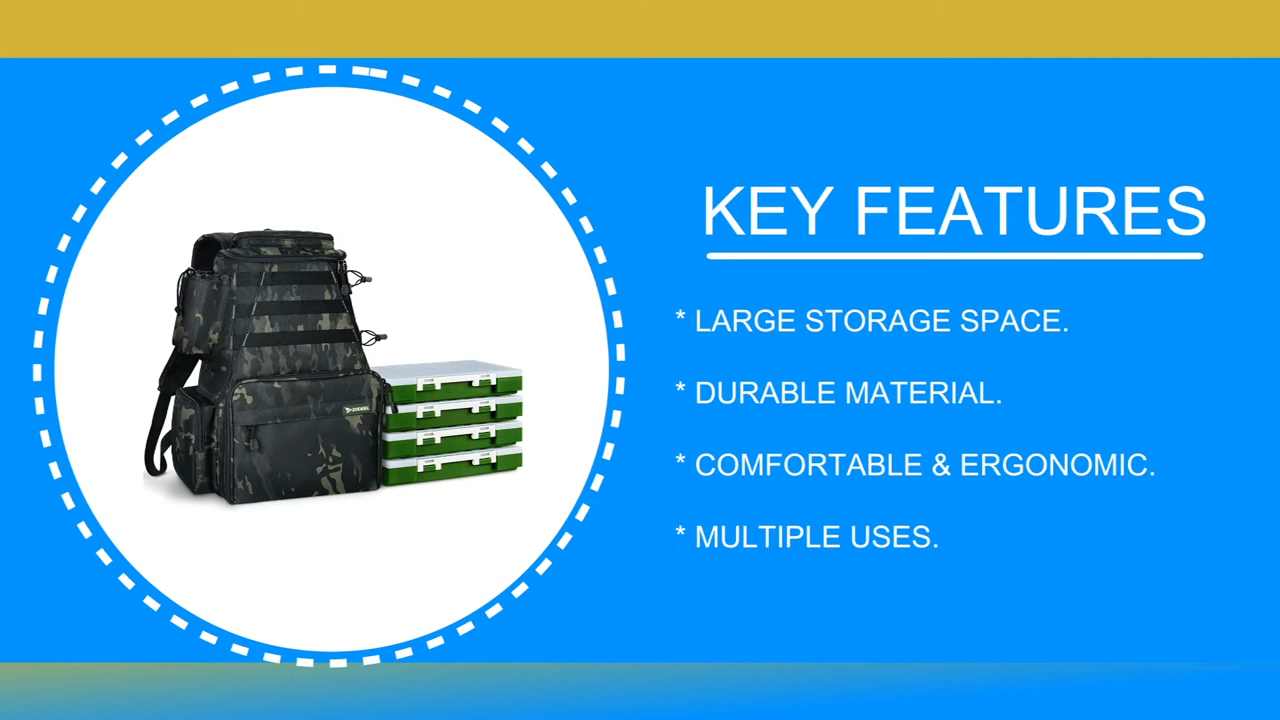 KEY FEATURES
* LARGE STORAGE SPACE.
* DURABLE MATERIAL.
* COMFORTABLE & ERGONOMIC.
* MULTIPLE USES.